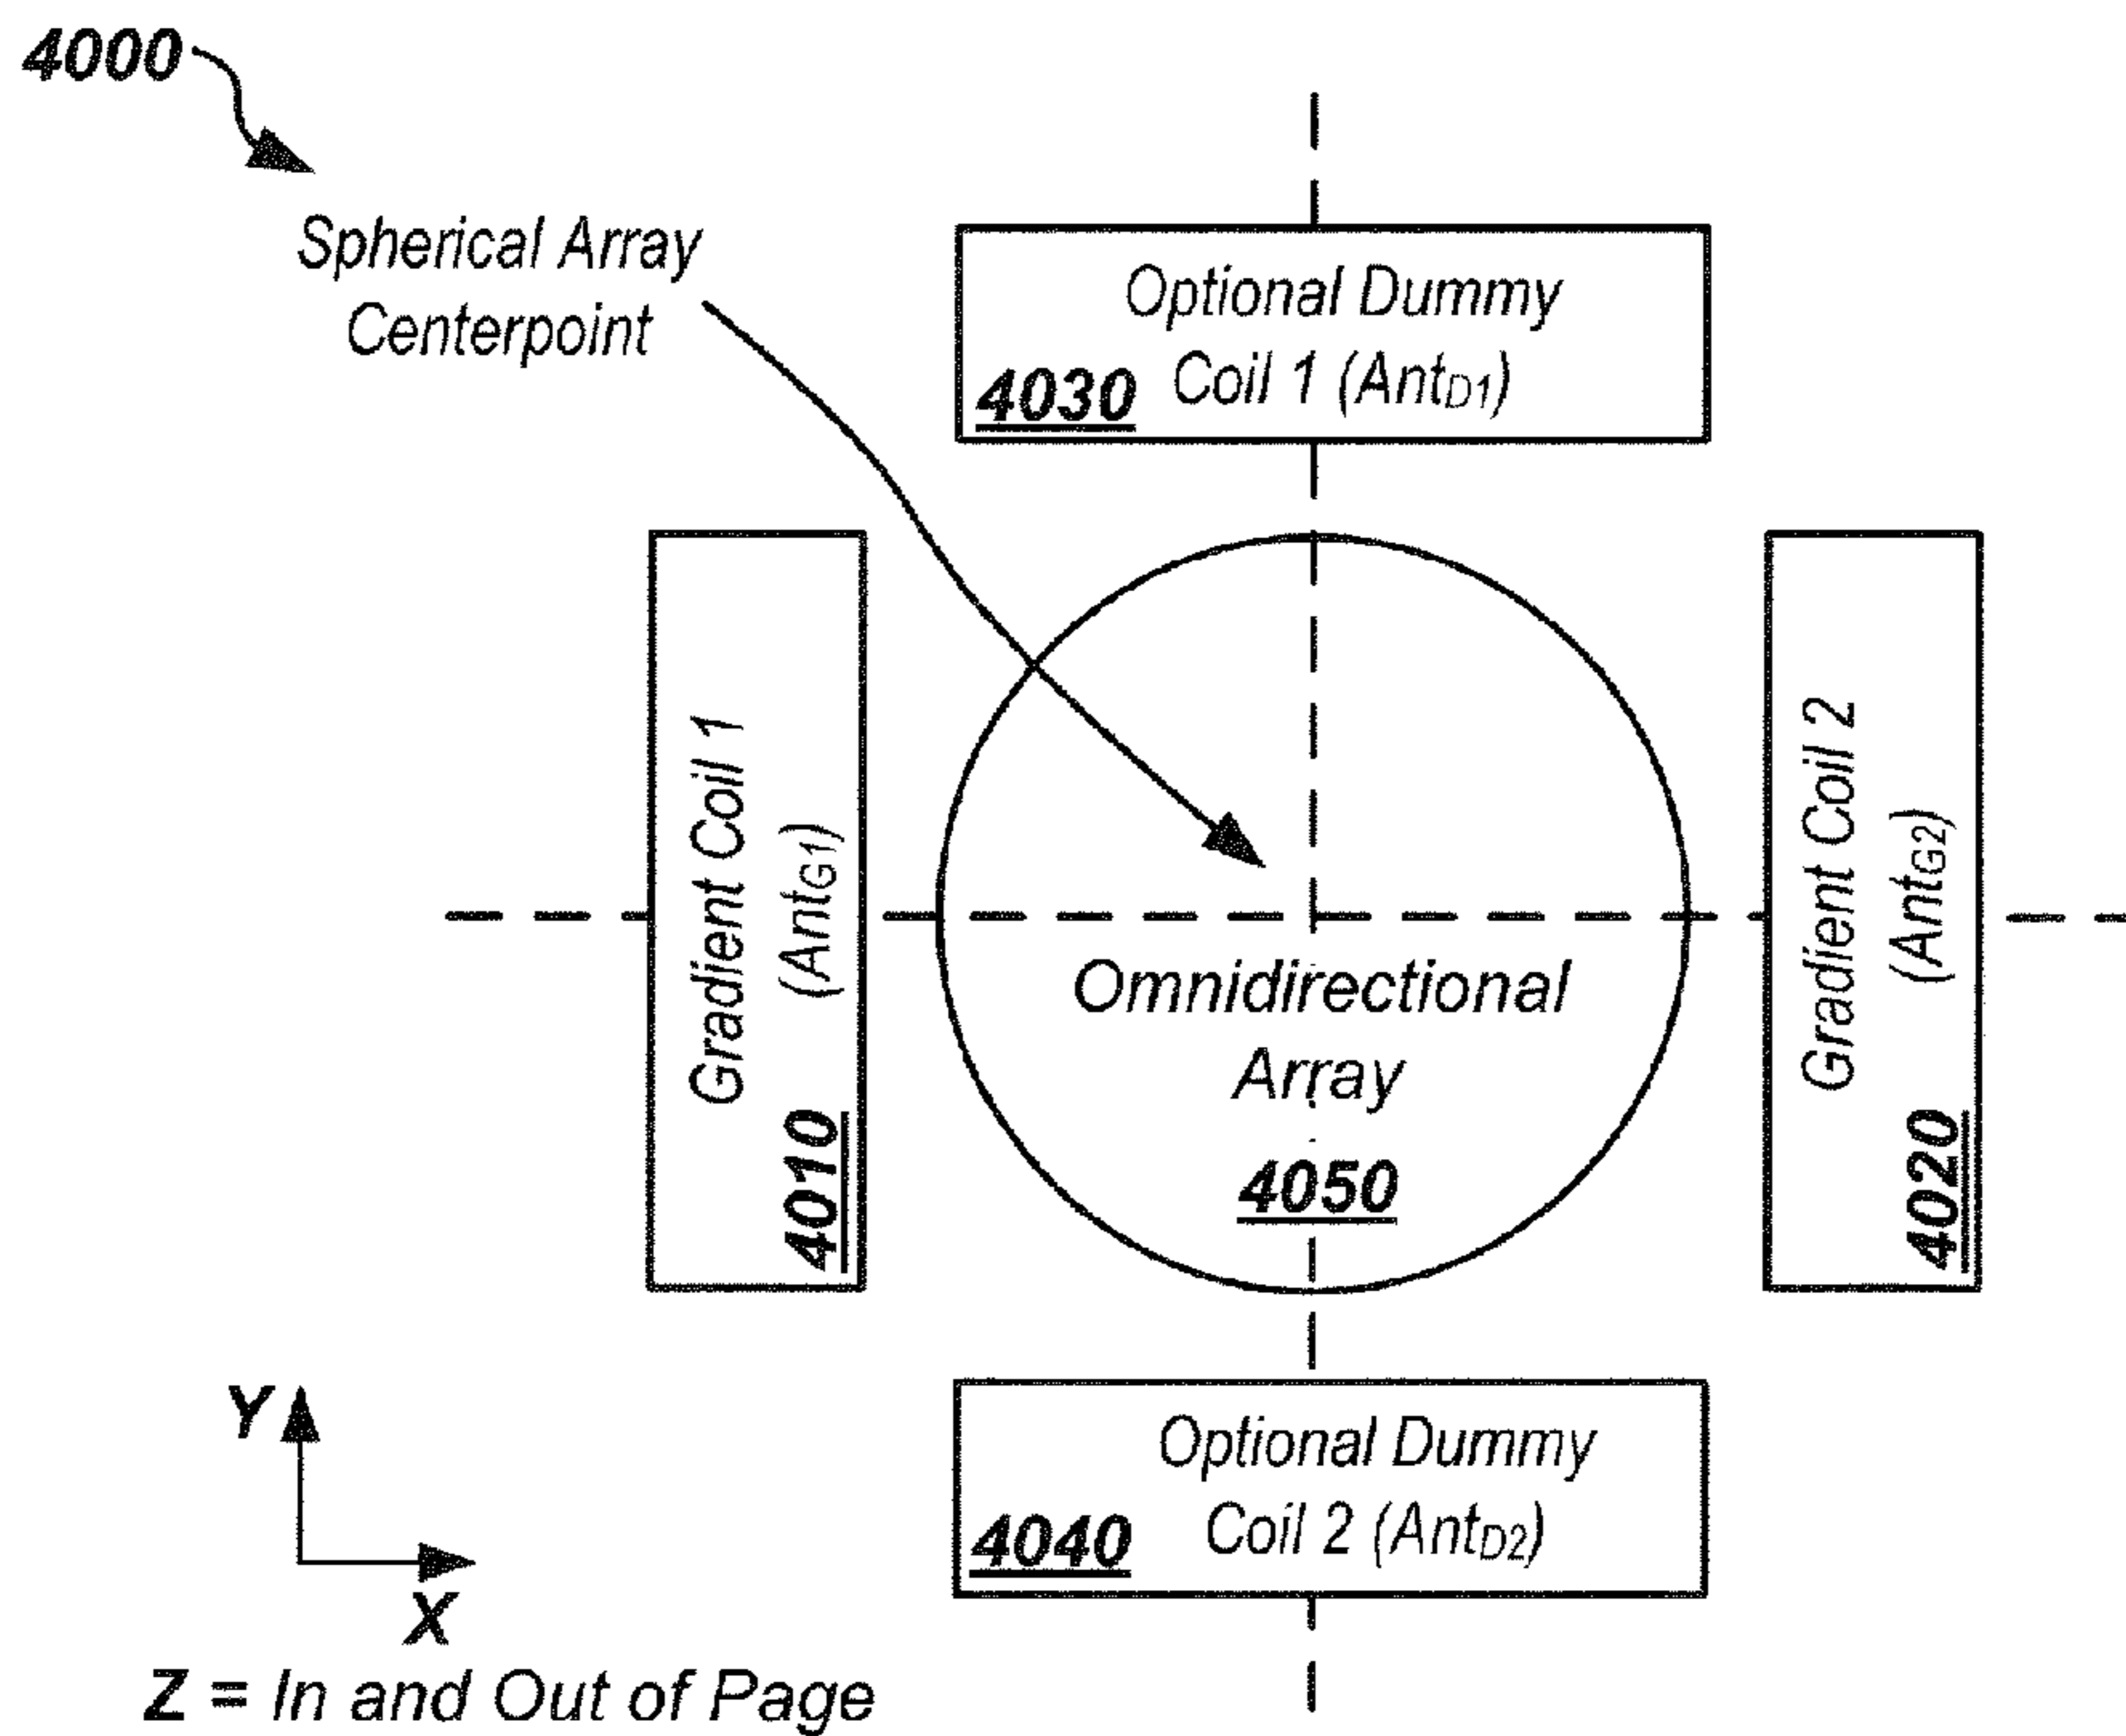 4000
Spherical Array
Centerpoint
Optional Dummy
Coil 1 (AntD1)
4030
Gradient Coil 1
(AntG1)
4010
Gradient Coil 2
(AntG2)
4020
Omnidirectional
Array
4050
Optional Dummy
Coil 2 (AntD2)
4040
Y
X
Z = In and Out of Page